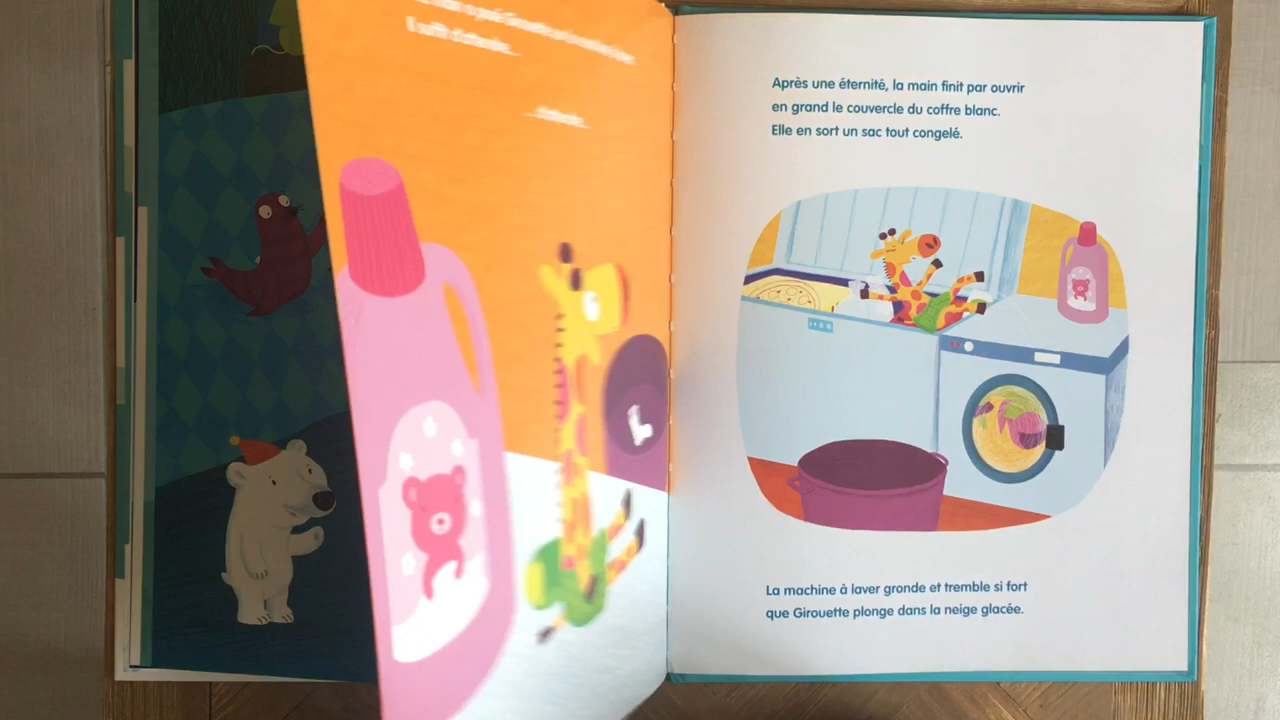 Après une éternité, la main finit par ouvrir
en grand le couvercle du coffre blanc.
Elle en sort un sac tout congelé.
La machine à laver gronde et tremble si fort
que Girouette plonge dans la neige glacée.